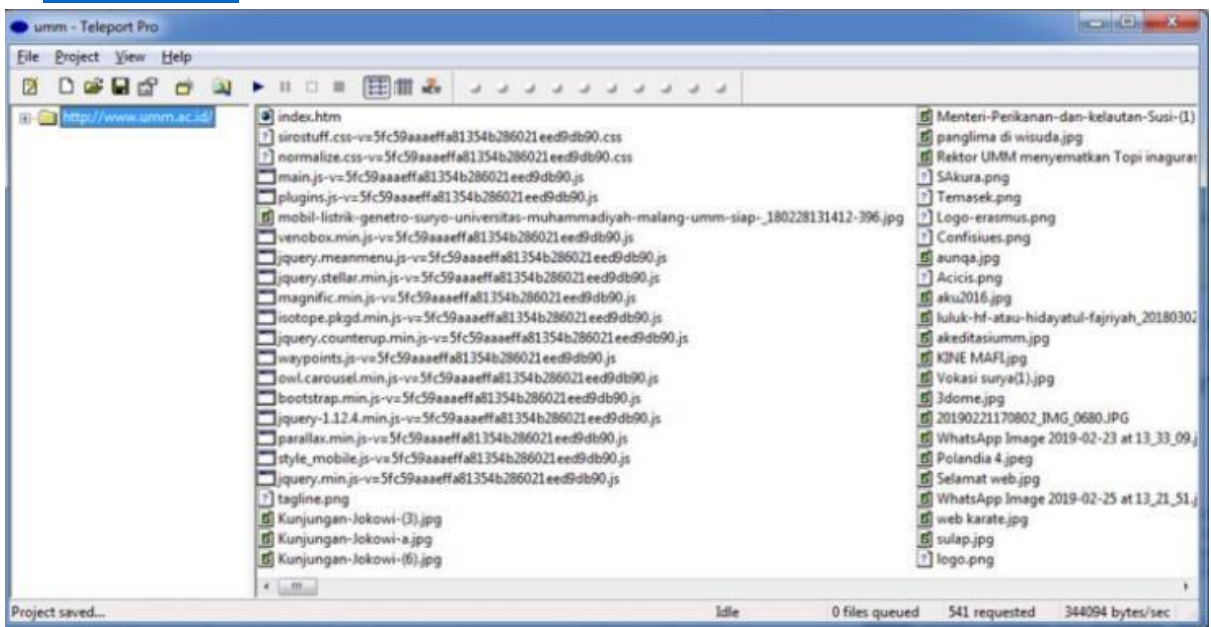 umm - Teleport Pro
File Project View Help
http://www.umm.ac.id/
index.htm
sirostuff.css-v=5fc59aaaeffa81354b286021eed9db90.css
normalize.css-v=5fc59aaaeffa81354b286021eed9db90.css
main.js-v=5fc59aaaeffa81354b286021eed9db90.js
plugins.js-v=5fc59aaaeffa81354b286021eed9db90.js
mobil-listrik-genetro-suryo-universitas-muhammadiyah-malang-umm-siap-_180228131412-396.jpg
venobox.min.js-v=5fc59aaaeffa81354b286021eed9db90.js
jquery.meanmenu.js-v=5fc59aaaeffa81354b286021eed9db90.js
jquery.stellar.min.js-v=5fc59aaaeffa81354b286021eed9db90.js
magnific.min.js-v=5fc59aaaeffa81354b286021eed9db90.js
isotope.pkgd.min.js-v=5fc59aaaeffa81354b286021eed9db90.js
jquery.counterup.min.js-v=5fc59aaaeffa81354b286021eed9db90.js
waypoints.js-v=5fc59aaaeffa81354b286021eed9db90.js
owl.carousel.min.js-v=5fc59aaaeffa81354b286021eed9db90.js
bootstrap.min.js-v=5fc59aaaeffa81354b286021eed9db90.js
jquery-1.12.4.min.js-v=5fc59aaaeffa81354b286021eed9db90.js
parallax.min.js-v=5fc59aaaeffa81354b286021eed9db90.js
style_mobile.js-v=5fc59aaaeffa81354b286021eed9db90.js
jquery.min.js-v=5fc59aaaeffa81354b286021eed9db90.js
tagline.png
Kunjungan-Jokowi-(3).jpg
Kunjungan-Jokowi-a.jpg
Kunjungan-Jokowi-(6).jpg
Menteri-Perikanan-dan-kelautan-Susi-(1)
panglima di wisuda.jpg
Rektor UMM menyematkan Topi inaguras
SAkura.png
Temasek.png
Logo-erasmus.png
Confisiues.png
aunqa.jpg
Acicis.png
aku2016.jpg
luluk-hf-atau-hidayatul-fajriyah_20180302
akeditasiumm.jpg
KINE MAFI.jpg
Vokasi surya(1).jpg
3dome.jpg
20190221170802_IMG_0680.JPG
WhatsApp Image 2019-02-23 at 13_33_09.j
Polandia 4.jpeg
Selamat web.jpg
WhatsApp Image 2019-02-25 at 13_21_51.j
web karate.jpg
sulap.jpg
logo.png
Project saved... Idle 0 files queued 541 requested 344094 bytes/sec